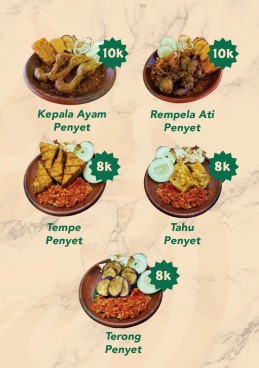 10k
10k
Kepala Ayam
Penyet
Rempela Ati
Penyet
8k
8k
Tempe
Penyet
Tahu
Penyet
8k
Terong
Penyet